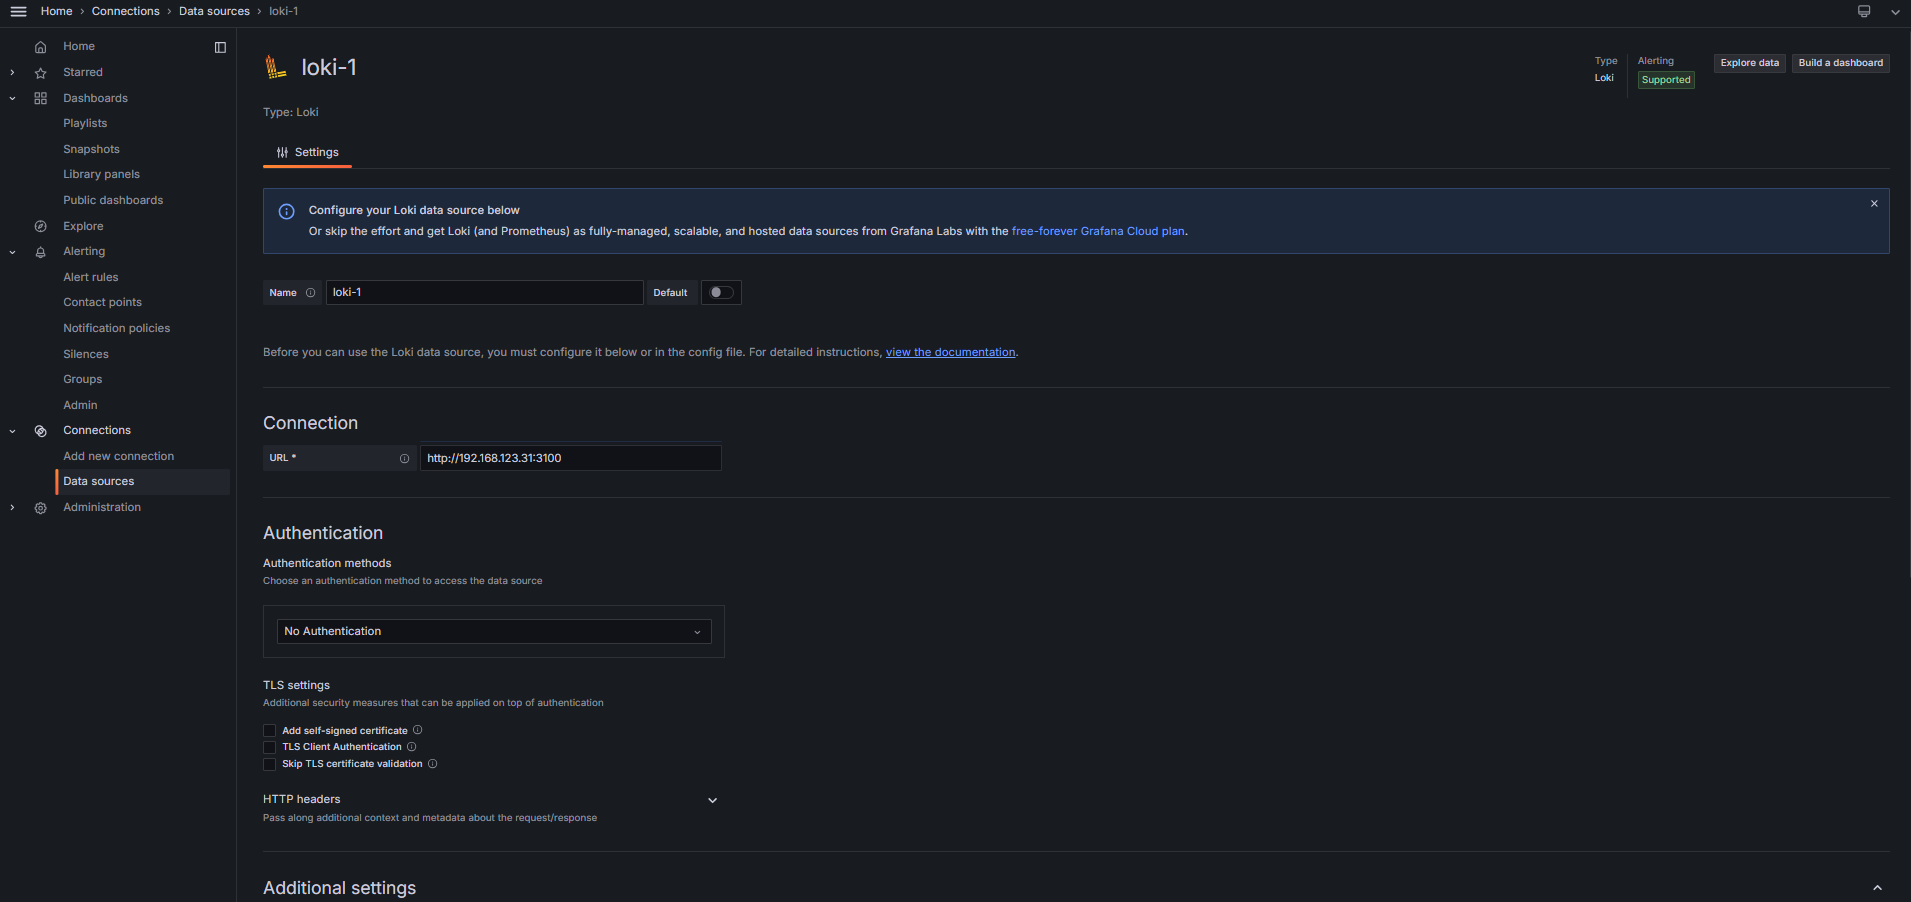 Home › Connections › Data sources › loki-1
Home
Starred
Dashboards
Playlists
Snapshots
Library panels
Public dashboards
Explore
Alerting
Alert rules
Contact points
Notification policies
Silences
Groups
Admin
Connections
Add new connection
Data sources
Administration
loki-1
Type
Loki
Alerting
Supported
Explore data
Build a dashboard
Type: Loki
Settings
Configure your Loki data source below
Or skip the effort and get Loki (and Prometheus) as fully-managed, scalable, and hosted data sources from Grafana Labs with the free-forever Grafana Cloud plan.
Name loki-1 Default
Before you can use the Loki data source, you must configure it below or in the config file. For detailed instructions, view the documentation.
Connection
URL * http://192.168.123.31:3100
Authentication
Authentication methods
Choose an authentication method to access the data source
No Authentication
TLS settings
Additional security measures that can be applied on top of authentication
Add self-signed certificate
TLS Client Authentication
Skip TLS certificate validation
HTTP headers
Pass along additional context and metadata about the request/response
Additional settings